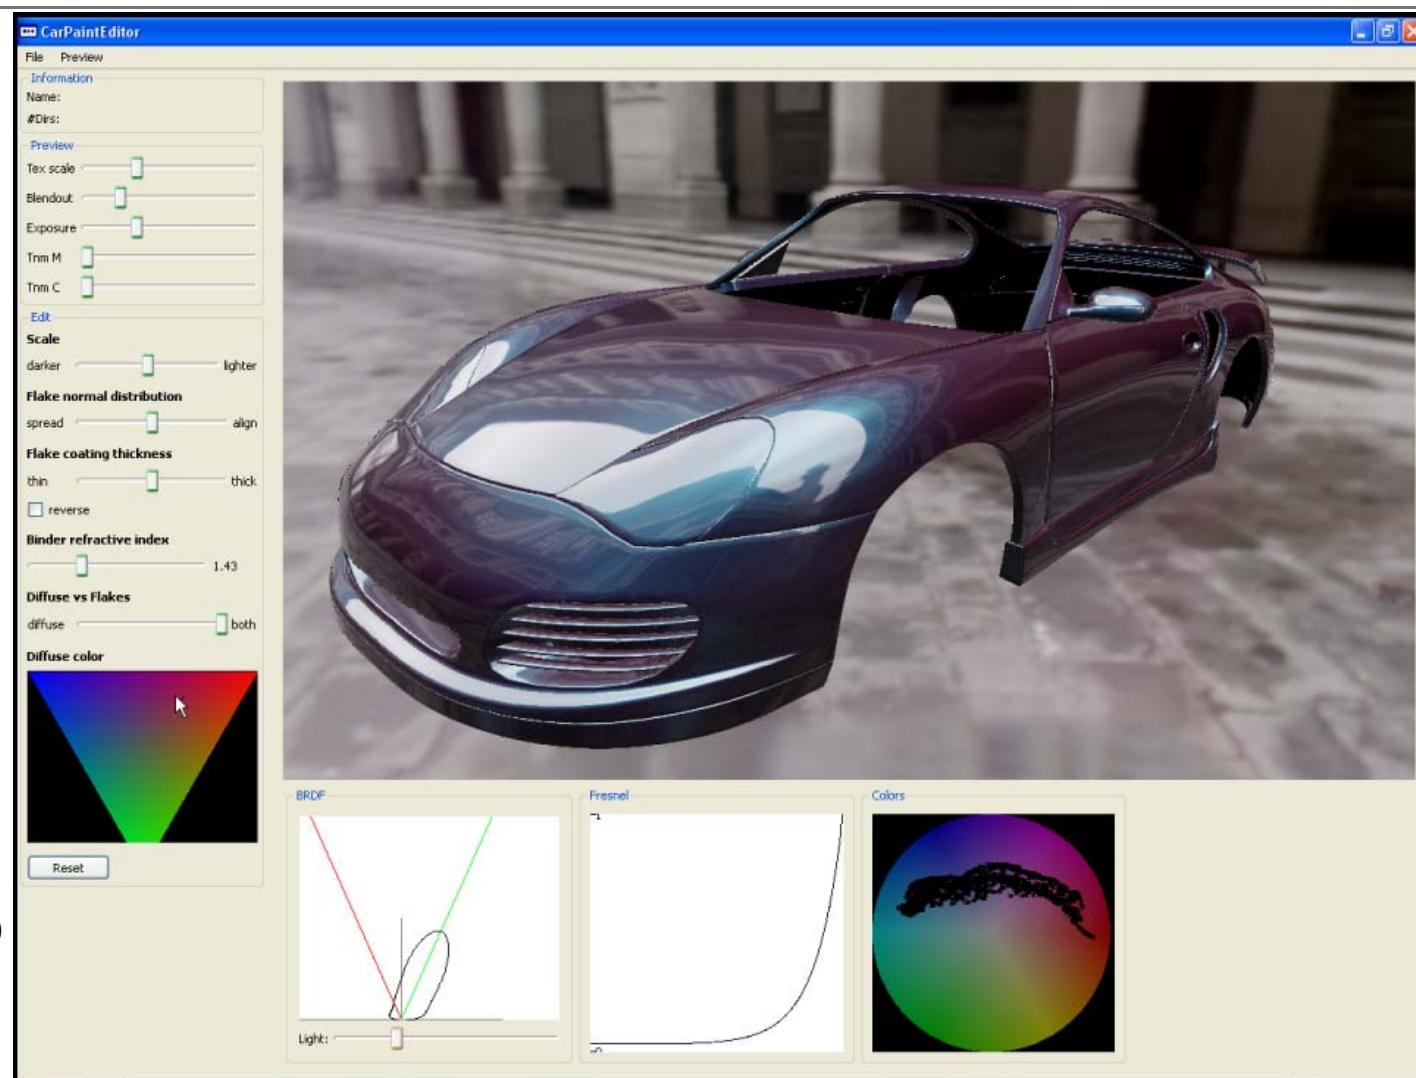 CarPaintEditor
File Preview
Information
Name:
#Dirs:
Preview
Tex scale
Blendout
Exposure
Tnm M
Tnm C
Edit
Scale
darker lighter
Flake normal distribution
spread align
Flake coating thickness
thin thick
reverse
Binder refractive index
1.43
Diffuse vs Flakes
diffuse both
Diffuse color
Reset
BRDF
Light:
Fresnel
1
0
Colors